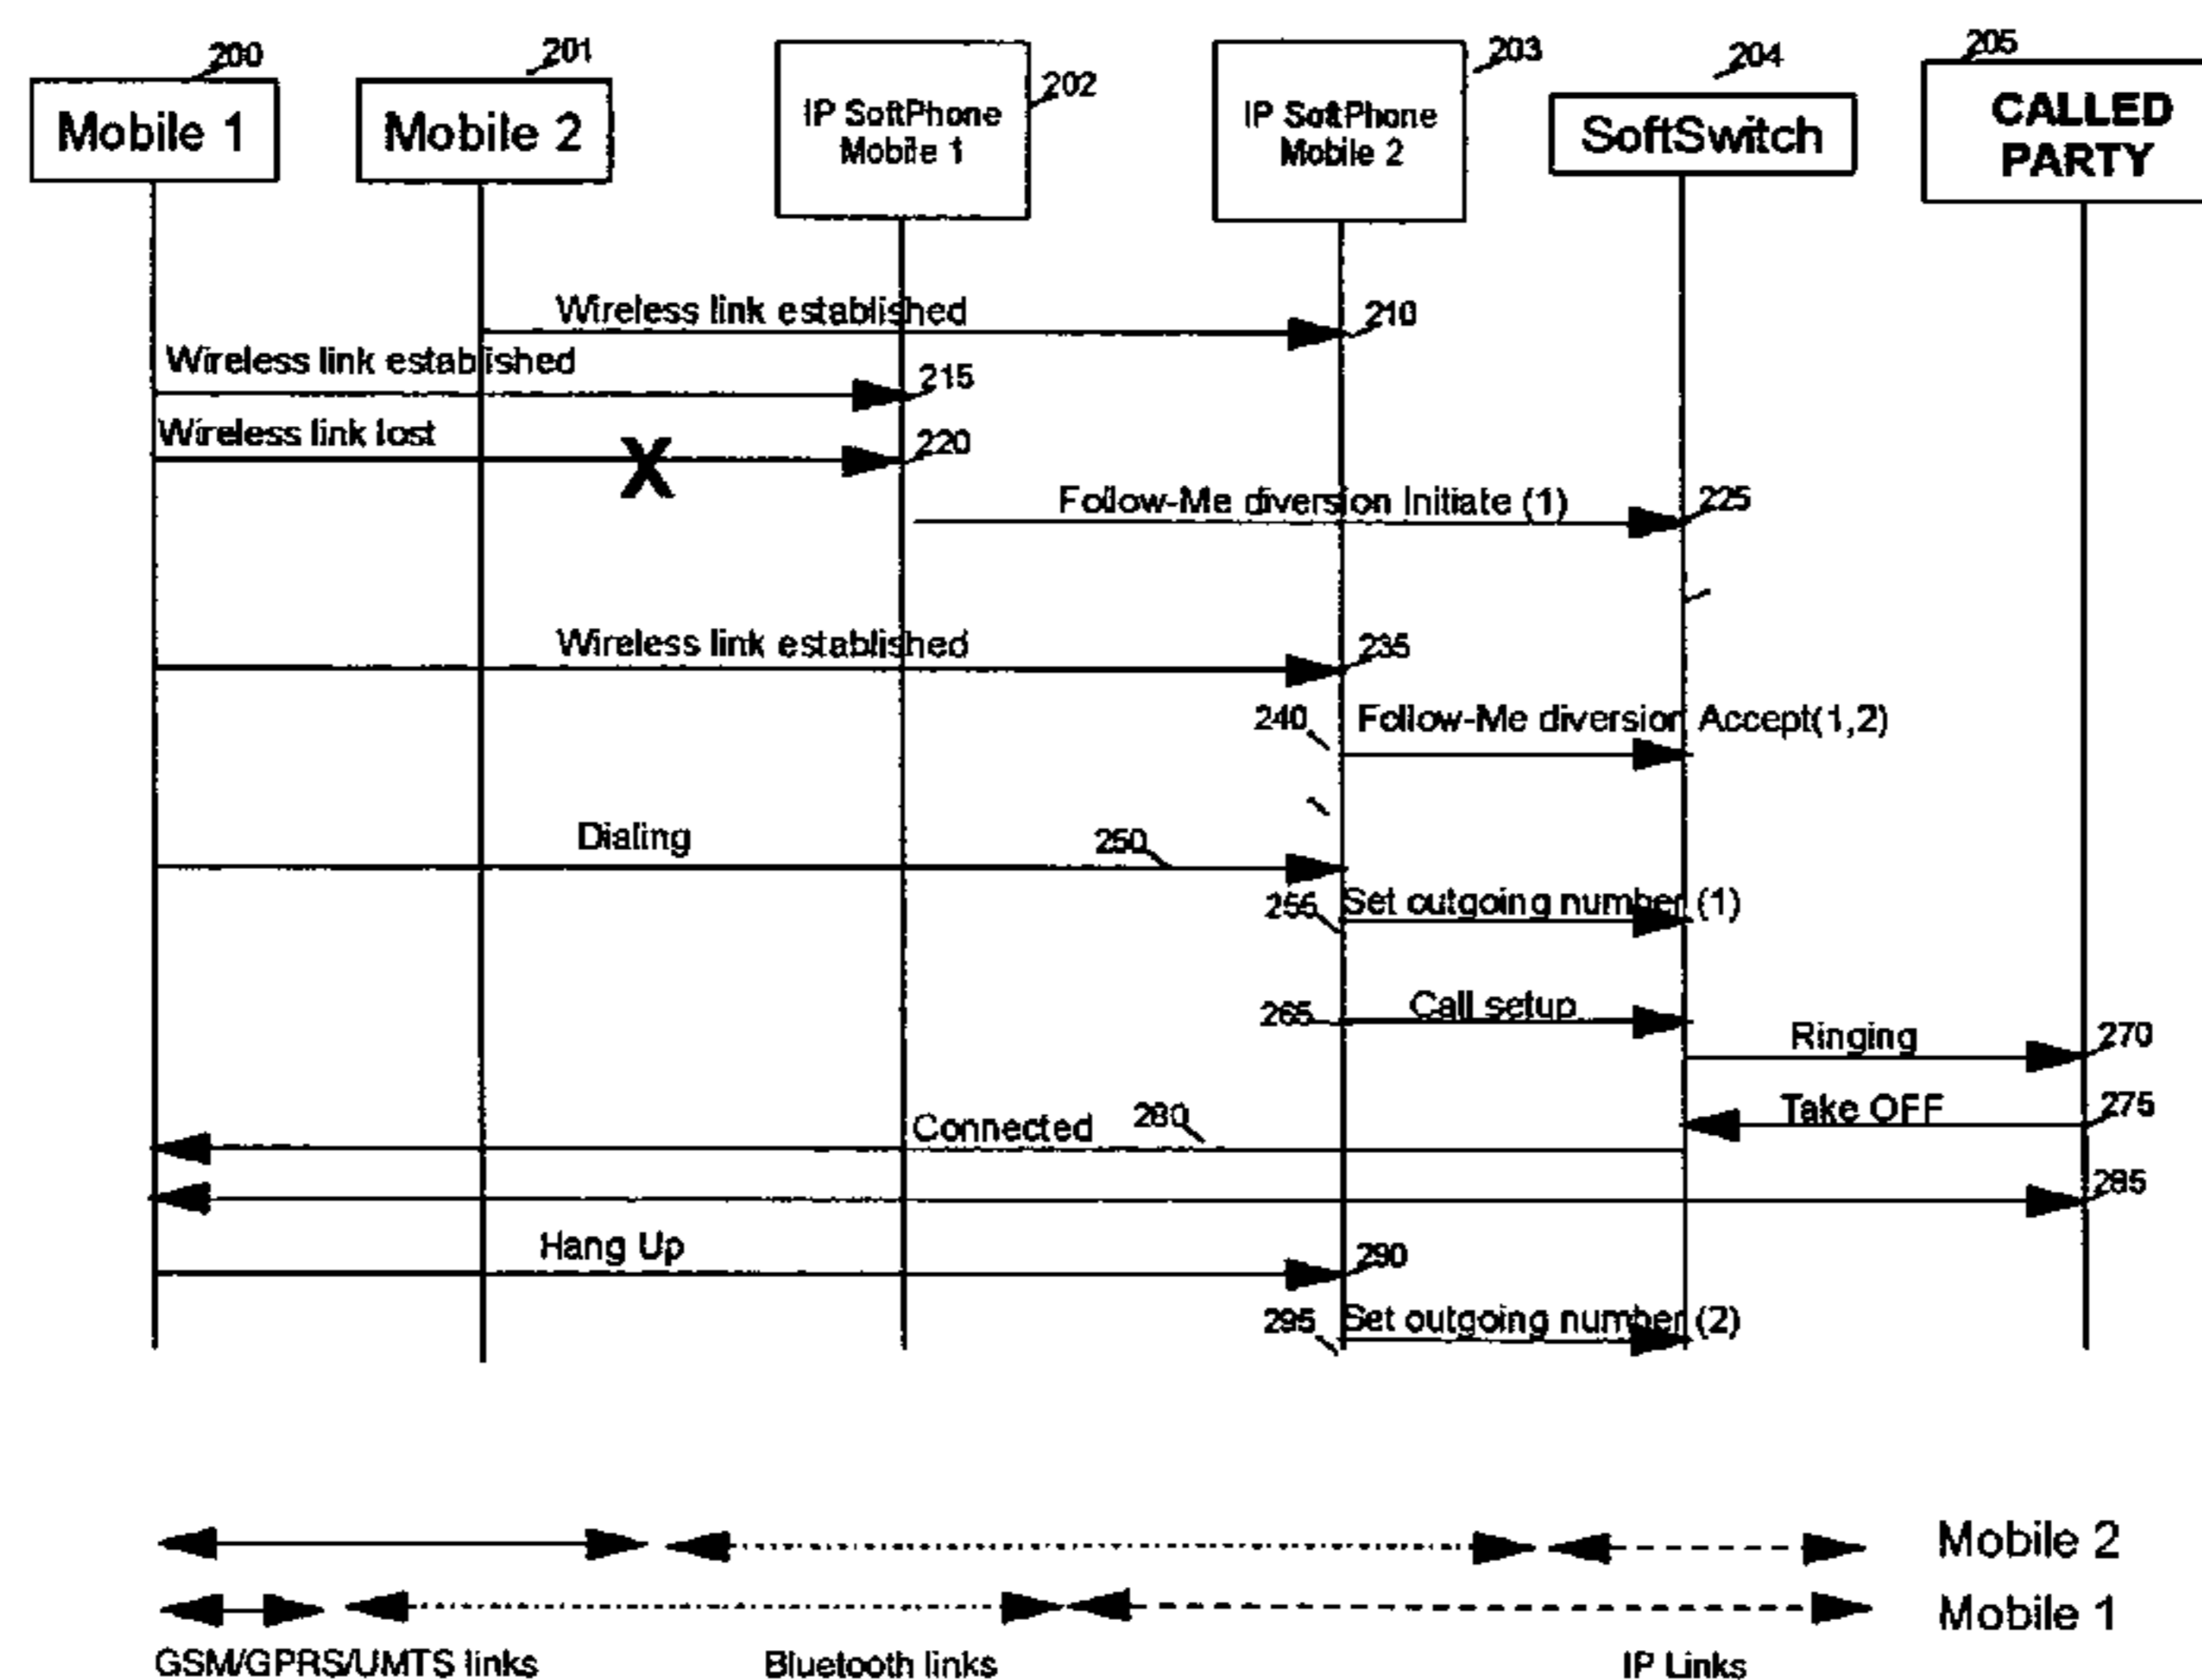 200
201
202
203
204
205
Mobile 1
Mobile 2
IP SoftPhone
Mobile 1
IP SoftPhone
Mobile 2
SoftSwitch
CALLED
PARTY
Wireless link established
210
Wireless link established
215
Wireless link lost
220
X
Follow-Me diversion Initiate (1)
225
Wireless link established
235
240
Follow-Me diversion Accept(1,2)
Dialing
250
255
Set outgoing number (1)
265
Call setup
Ringing
270
Take OFF
275
Connected
280
285
Hang Up
290
295
Set outgoing number (2)
Mobile 2
Mobile 1
GSM/GPRS/UMTS links
Bluetooth links
IP Links